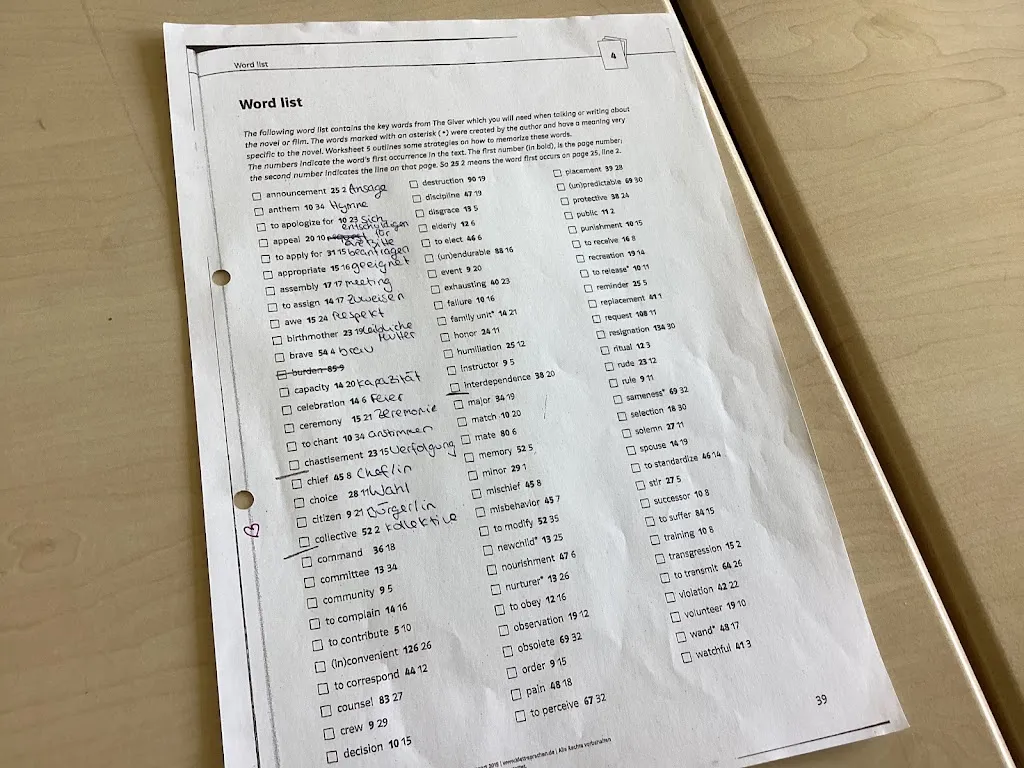 Word list
4
Word list
The following word list contains the key words from The Giver which you will need when talking or writing about
the novel or film. The words marked with an asterisk (*) were created by the author and have a meaning very
specific to the novel. Worksheet 5 outlines some strategies on how to memorize these words.
The numbers indicate the word's first occurrence in the text. The first number (in bold), is the page number;
the second number indicates the line on that page. So 25 2 means the word first occurs on page 25, line 2.
announcement 25 2 Ansage
anthem 10 34 Hymne
to apologize for 10 23 sich entschuldigen für
appeal 20 10
to apply for 31 15 beantragen
appropriate 15 16 geeignet
assembly 17 17 meeting
to assign 14 17 zuweisen
awe 15 24 Respekt
birthmother 23 19 leibliche Mutter
brave 54 4 brav
burden 85 9
capacity 14 20 Kapazität
celebration 14 6 Feier
ceremony 15 21 Zeremonie
to chant 10 34 anstimmen
chastisement 23 15 Verfolgung
chief 45 8 Chef/in
choice 28 11 Wahl
citizen 9 21 Bürger/in
collective 52 2 kollektive
command 36 18
committee 13 34
community 9 5
to complain 14 16
to contribute 5 10
(in)convenient 126 26
to correspond 44 12
counsel 83 27
crew 9 29
decision 10 15
destruction 90 19
discipline 47 19
disgrace 13 5
elderly 12 6
to elect 46 6
(un)endurable 88 16
event 9 20
exhausting 40 23
failure 10 16
family unit* 14 21
honor 24 11
humiliation 25 12
instructor 9 5
interdependence 38 20
major 34 19
match 10 20
mate 80 6
memory 52 5
minor 29 1
mischief 45 8
misbehavior 45 7
to modify 52 35
newchild* 13 25
nourishment 47 6
nurturer* 13 26
to obey 12 16
observation 19 12
obsolete 69 32
order 9 15
pain 48 18
to perceive 67 32
placement 39 28
(un)predictable 69 30
protective 38 24
public 11 2
punishment 10 15
to receive 16 8
recreation 19 14
to release* 10 11
reminder 25 5
replacement 41 1
request 108 11
resignation 134 30
ritual 12 3
rude 23 12
rule 9 11
sameness* 69 32
selection 18 30
solemn 27 11
spouse 14 19
to standardize 46 14
stir 27 5
successor 10 8
to suffer 84 15
training 10 8
transgression 15 2
to transmit 64 26
violation 42 22
volunteer 19 10
wand* 48 17
watchful 41 3
39
| Alle Rechte vorbehalten